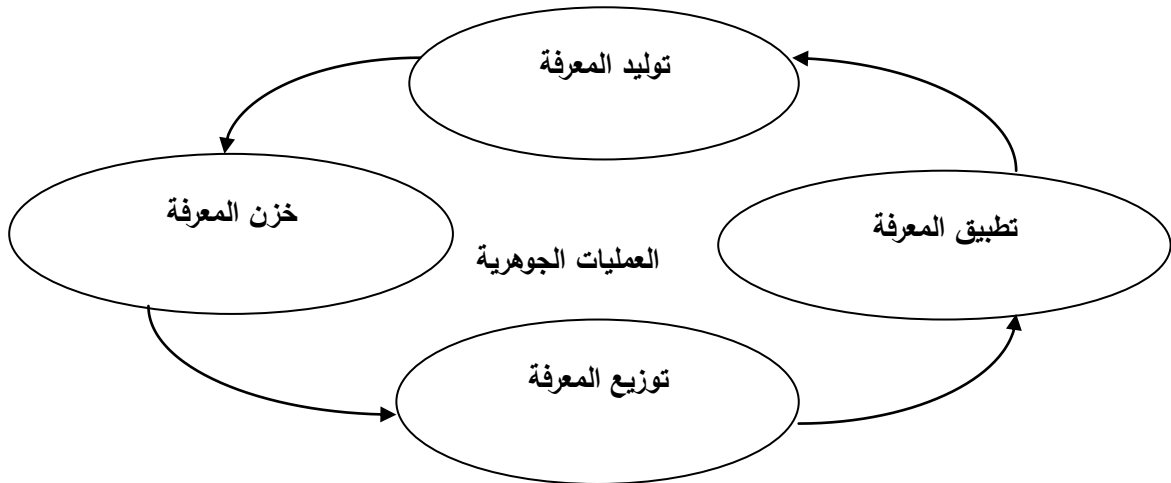 توليد المعرفة
خزن المعرفة
تطبيق المعرفة
العمليات الجوهرية
توزيع المعرفة